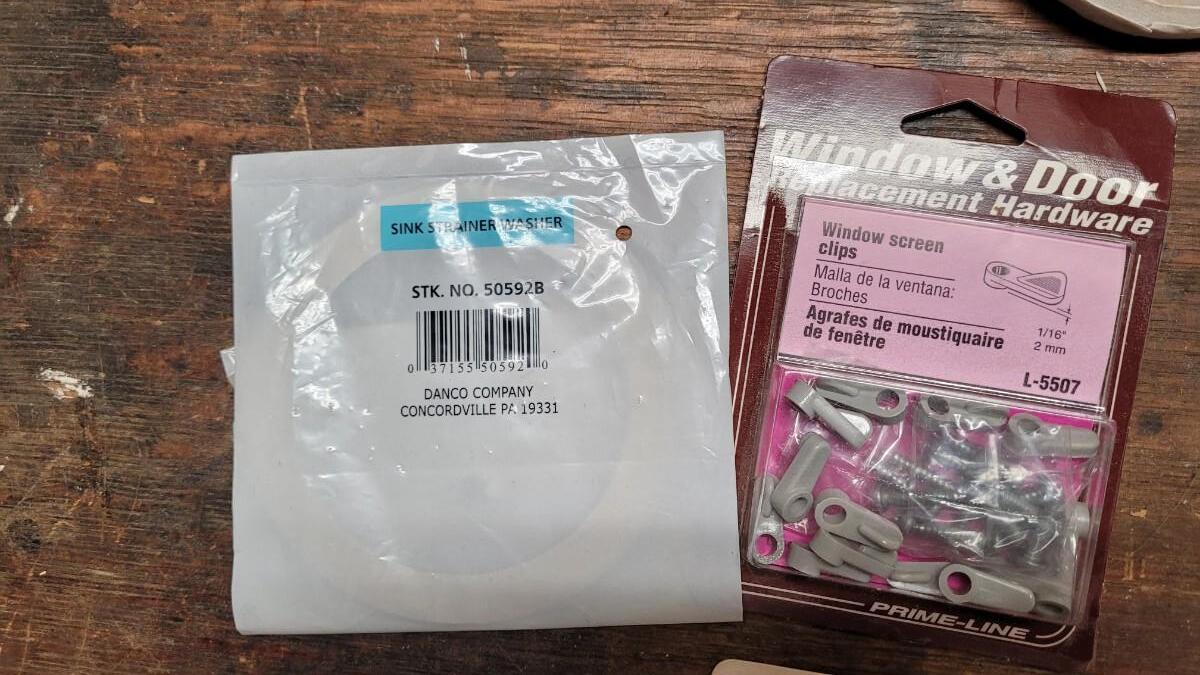 SINK STRAINER WASHER
STK. NO. 50592B
0 37155 50592 0
DANCO COMPANY
CONCORDVILLE PA 19331
Window & Door
Replacement Hardware
Window screen
clips
Malla de la ventana:
Broches
Agrafes de moustiquaire
de fenêtre
1/16"
2 mm
L-5507
PRIME-LINE